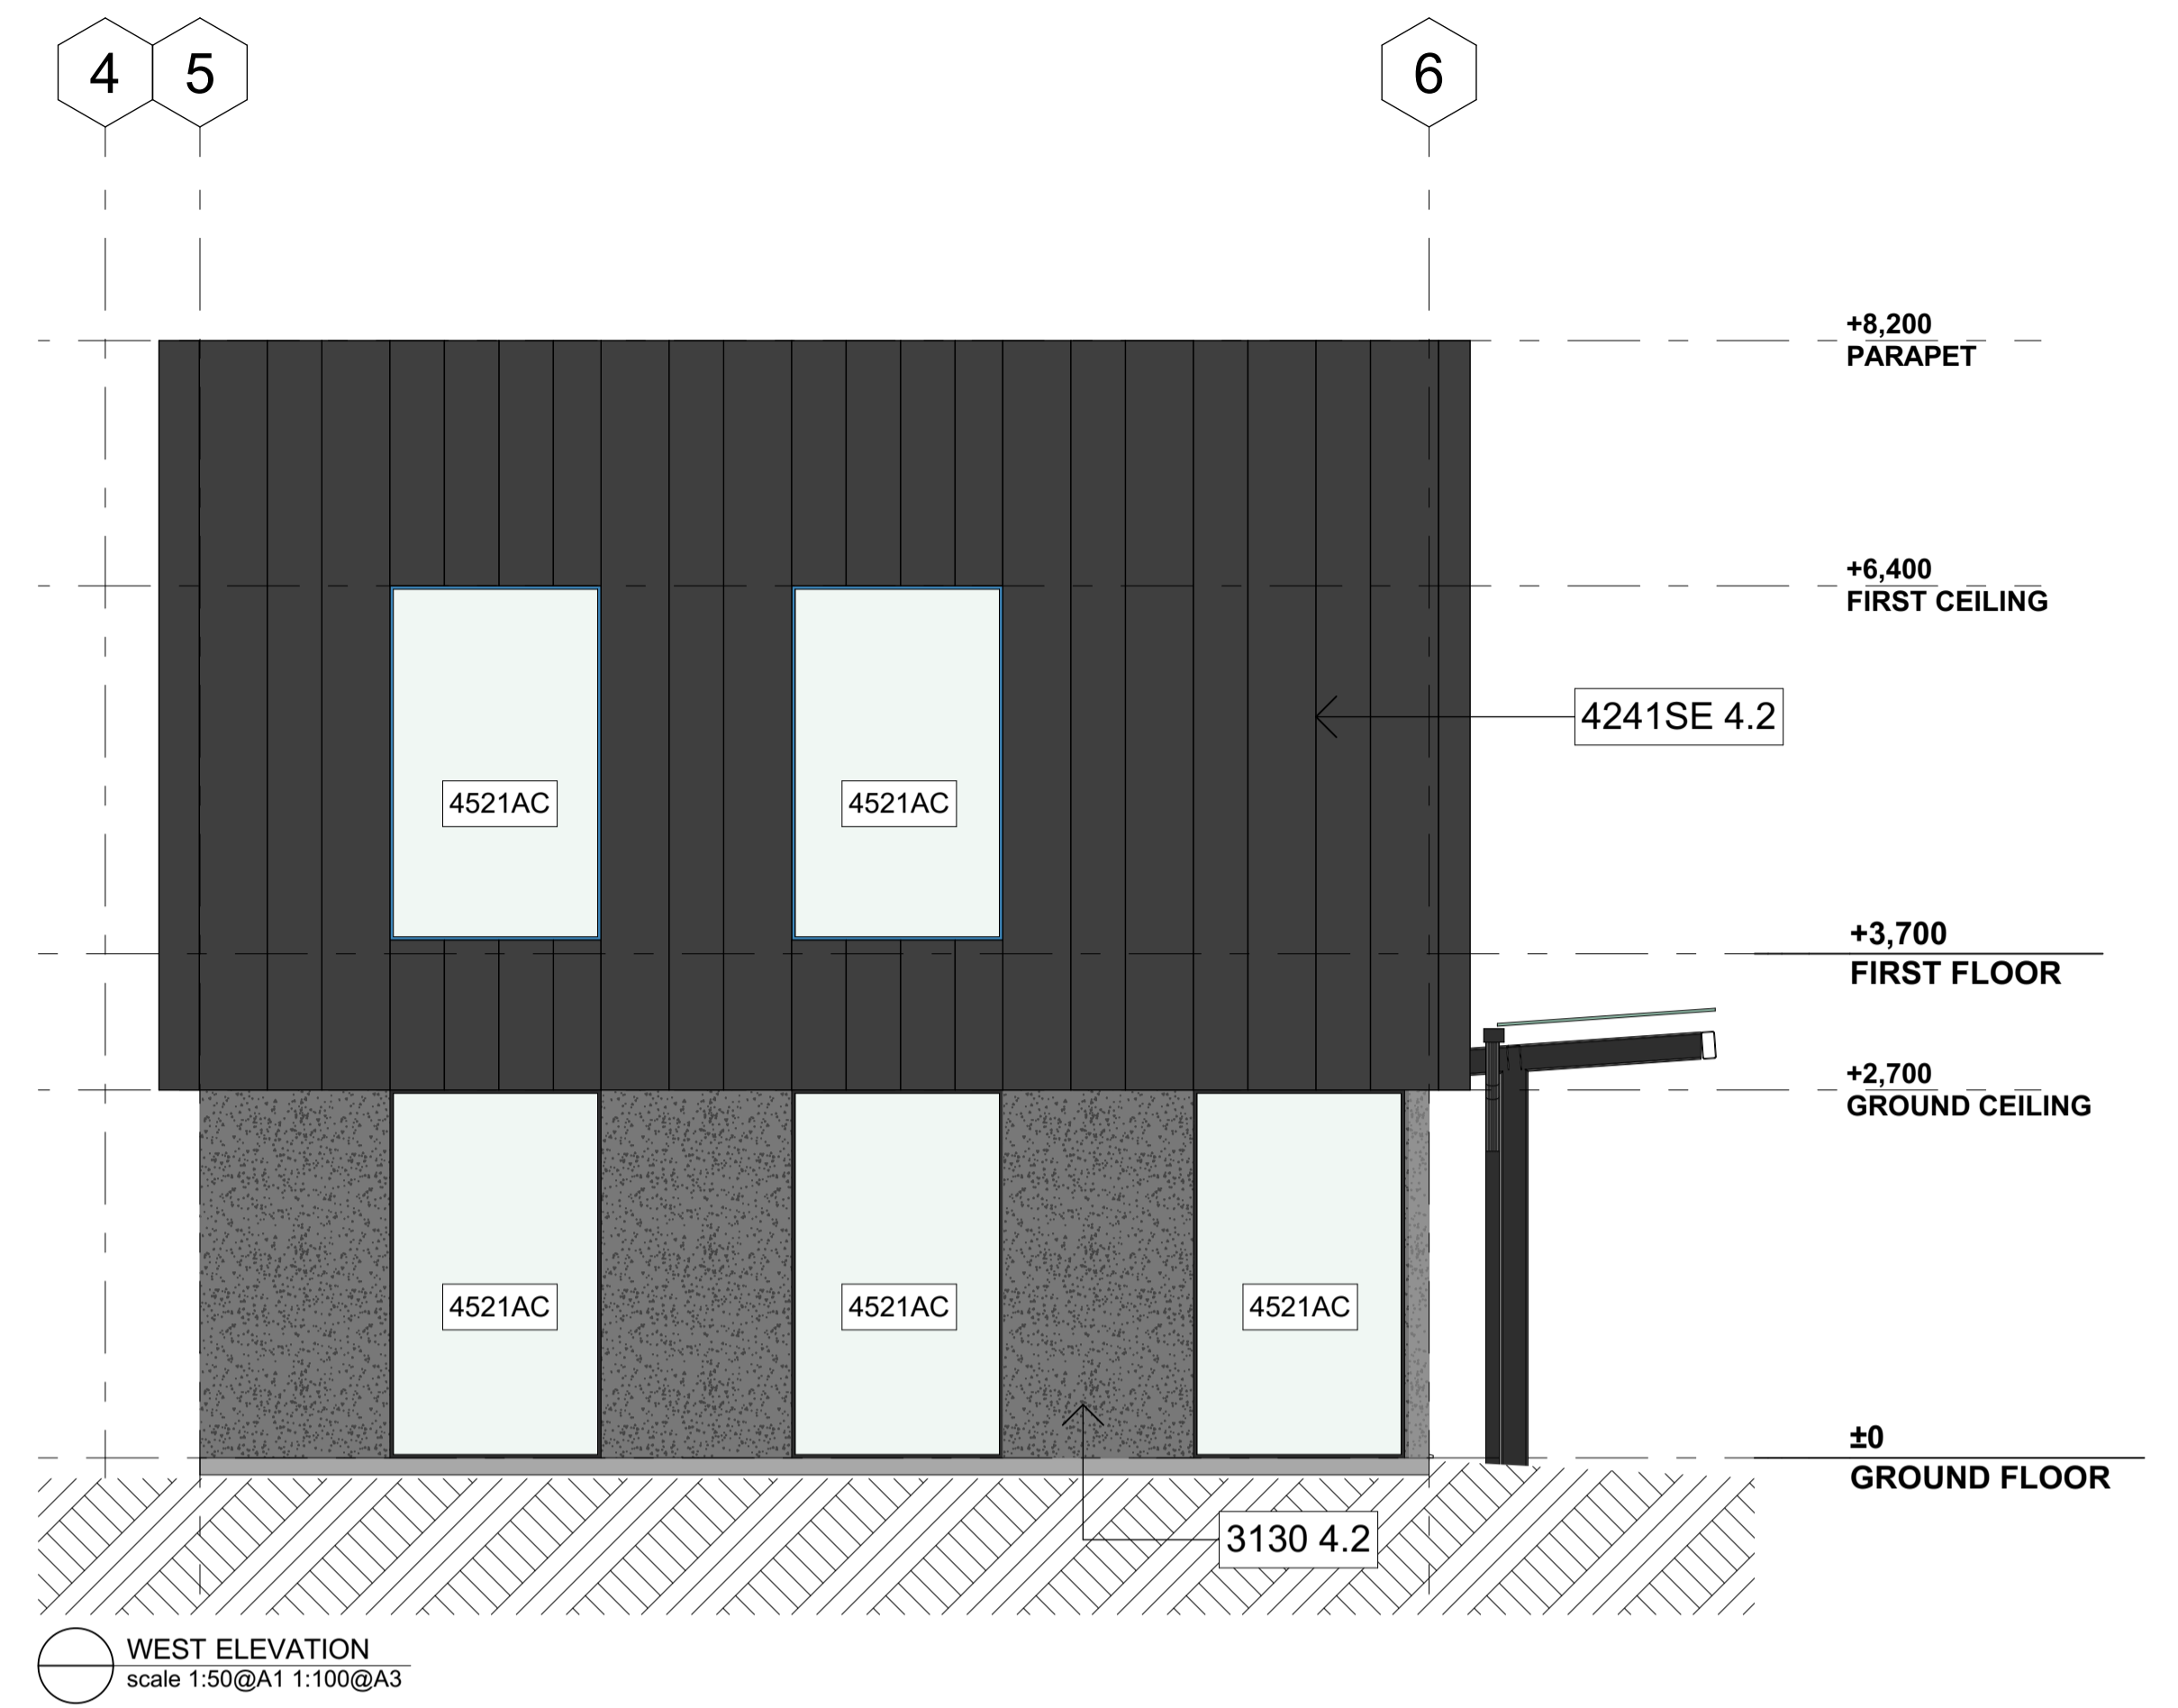 4
5
6
+8,200
PARAPET
+6,400
FIRST CEILING
4241SE 4.2
4521AC
4521AC
+3,700
FIRST FLOOR
+2,700
GROUND CEILING
4521AC
4521AC
4521AC
±0
GROUND FLOOR
3130 4.2
WEST ELEVATION
scale 1:50@A1 1:100@A3